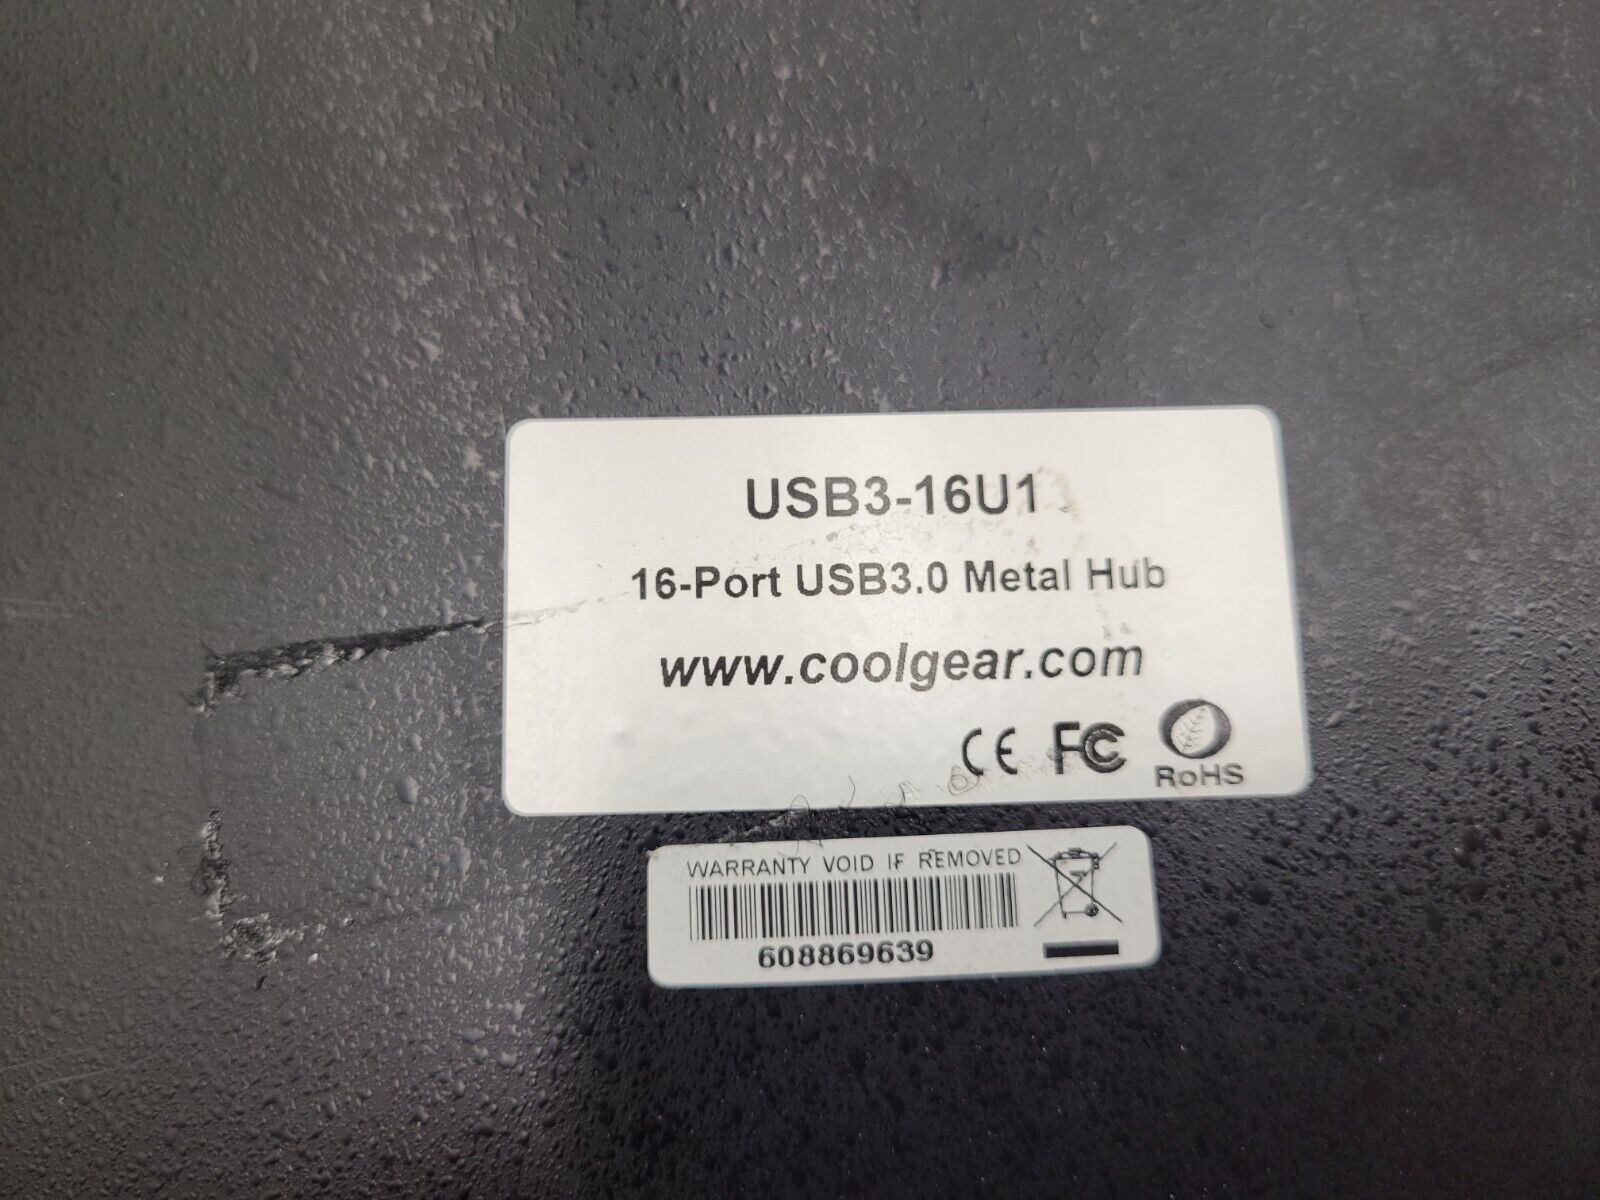 USB3-16U1
16-Port USB3.0 Metal Hub
www.coolgear.com
CE FC RoHS
WARRANTY VOID IF REMOVED
608869639